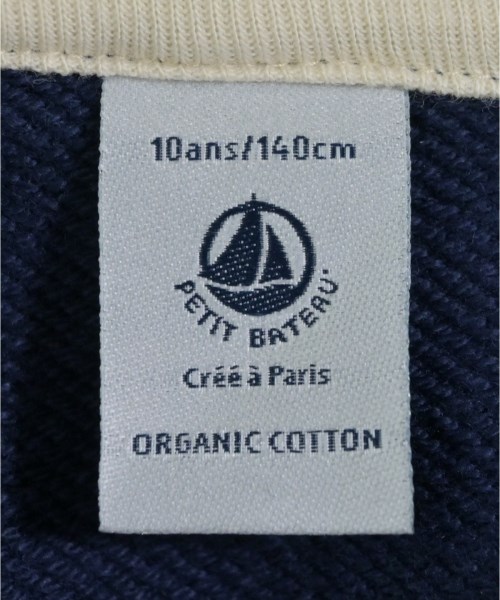 10ans/140cm
PETIT BATEAU
Créé à Paris
ORGANIC COTTON